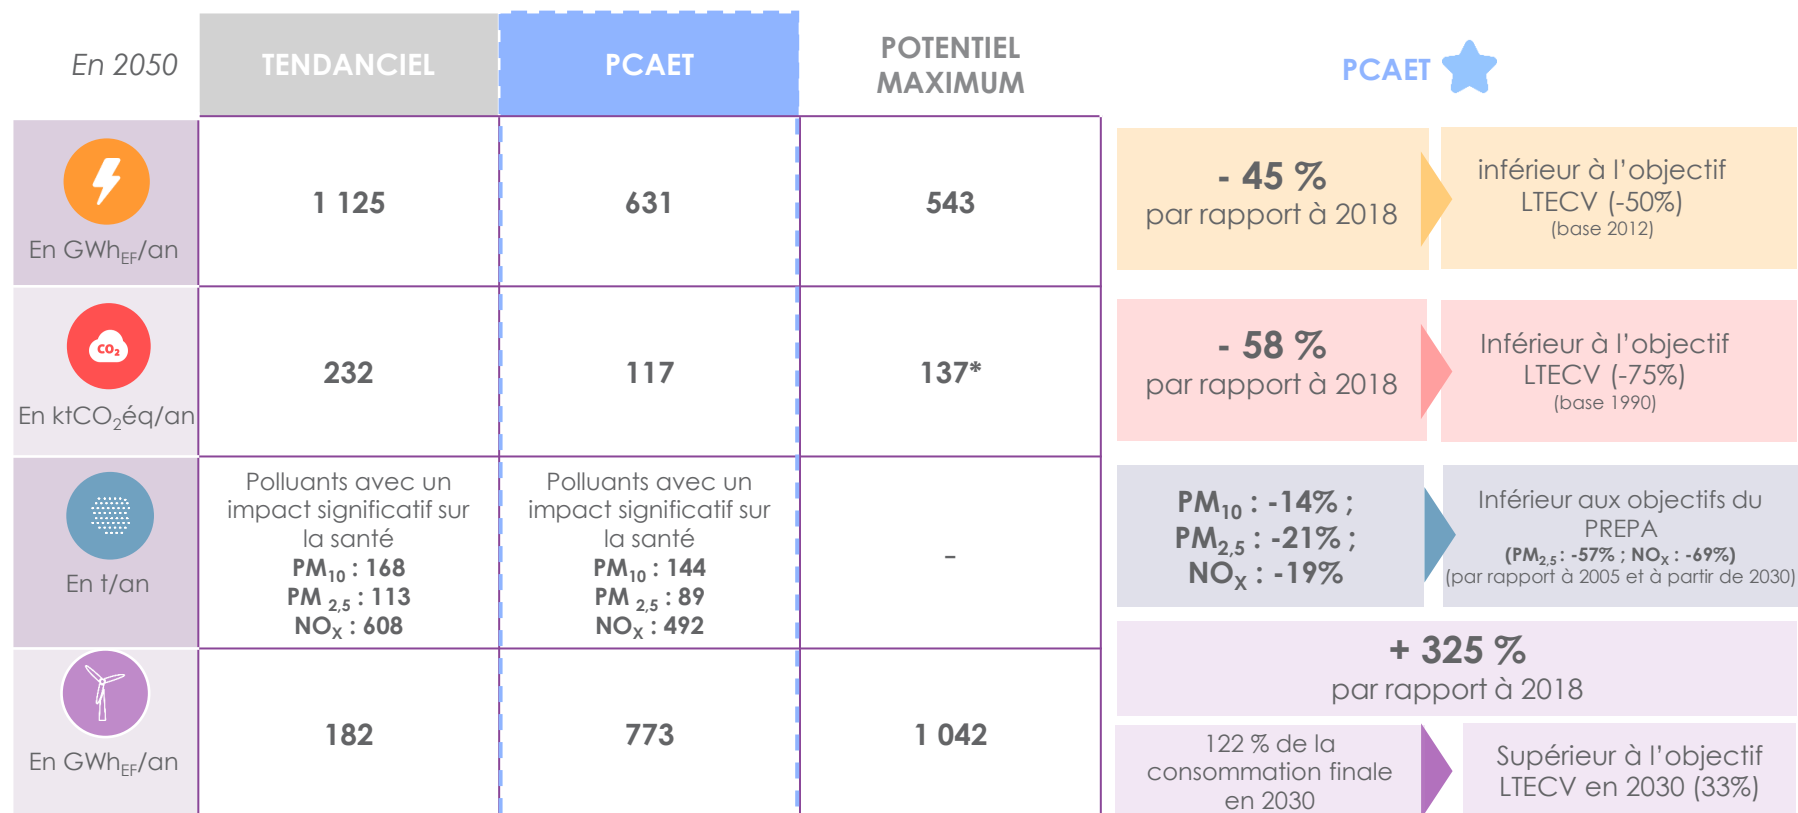 En 2050
TENDANCIEL
PCAET
POTENTIEL
MAXIMUM
PCAET
En GWhEF/an
1 125
631
543
- 45 %
par rapport à 2018
inférieur à l’objectif
LTECV (-50%)
(base 2012)
CO₂
En ktCO₂éq/an
232
117
137*
- 58 %
par rapport à 2018
Inférieur à l’objectif
LTECV (-75%)
(base 1990)
En t/an
Polluants avec un
impact significatif sur
la santé
PM₁₀ : 168
PM ₂,₅ : 113
NOX : 608
Polluants avec un
impact significatif sur
la santé
PM₁₀ : 144
PM ₂,₅ : 89
NOX : 492
-
PM₁₀ : -14% ;
PM₂,₅ : -21% ;
NOX : -19%
Inférieur aux objectifs du
PREPA
(PM₂,₅ : -57% ; NOX : -69%)
(par rapport à 2005 et à partir de 2030)
En GWhEF/an
182
773
1 042
+ 325 %
par rapport à 2018
122 % de la
consommation finale
en 2030
Supérieur à l’objectif
LTECV en 2030 (33%)